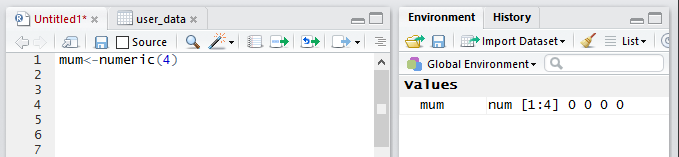 Untitled1* user_data
Source
1 mum<-numeric(4)
2
3
4
5
6
7
Environment History
Import Dataset List
Global Environment
Values
mum num [1:4] 0 0 0 0